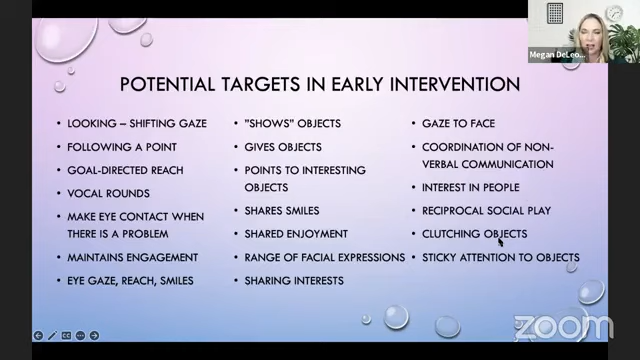 Megan DeLeo...
POTENTIAL TARGETS IN EARLY INTERVENTION
• LOOKING – SHIFTING GAZE
• FOLLOWING A POINT
• GOAL-DIRECTED REACH
• VOCAL ROUNDS
• MAKE EYE CONTACT WHEN
THERE IS A PROBLEM
• MAINTAINS ENGAGEMENT
• EYE GAZE, REACH, SMILES
• "SHOWS" OBJECTS
• GIVES OBJECTS
• POINTS TO INTERESTING
OBJECTS
• SHARES SMILES
• SHARED ENJOYMENT
• RANGE OF FACIAL EXPRESSIONS
• SHARING INTERESTS
• GAZE TO FACE
• COORDINATION OF NON-
VERBAL COMMUNICATION
• INTEREST IN PEOPLE
• RECIPROCAL SOCIAL PLAY
• CLUTCHING OBJECTS
• STICKY ATTENTION TO OBJECTS
zoom